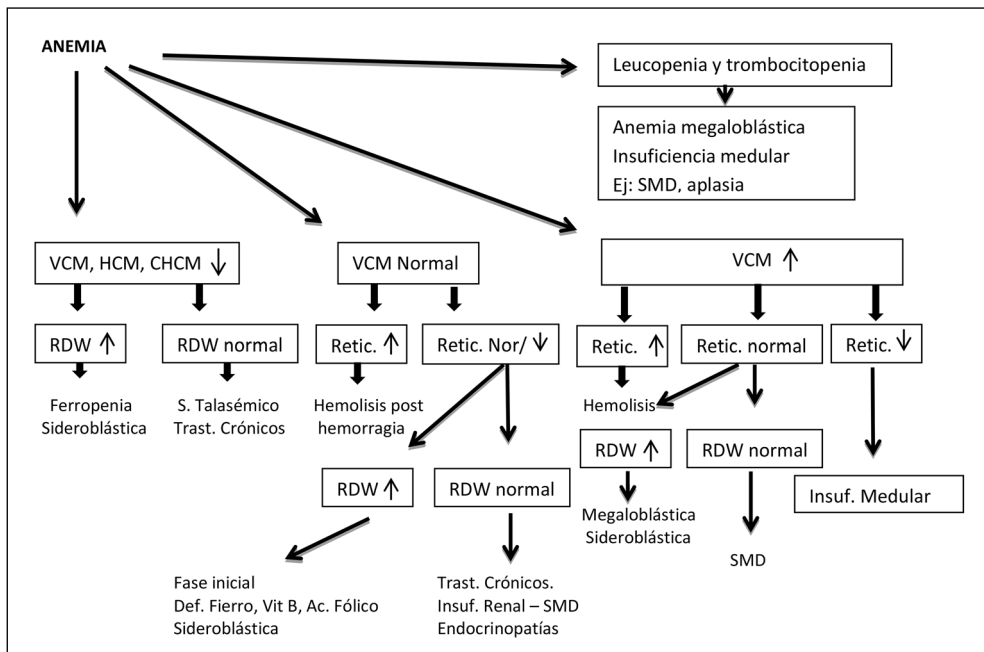 ANEMIA
Leucopenia y trombocitopenia
Anemia megaloblástica
Insuficiencia medular
Ej: SMD, aplasia
VCM, HCM, CHCM ↓
VCM Normal
VCM ↑
RDW ↑
RDW normal
Retic. ↑
Retic. Nor/ ↓
Retic. ↑
Retic. normal
Retic. ↓
Ferropenia
Sideroblástica
S. Talasémico
Trast. Crónicos
Hemolisis post
hemorragia
Hemolisis
RDW ↑
RDW normal
RDW ↑
RDW normal
Insuf. Medular
Megaloblástica
Sideroblástica
SMD
Fase inicial
Def. Fierro, Vit B, Ac. Fólico
Sideroblástica
Trast. Crónicos.
Insuf. Renal – SMD
Endocrinopatías